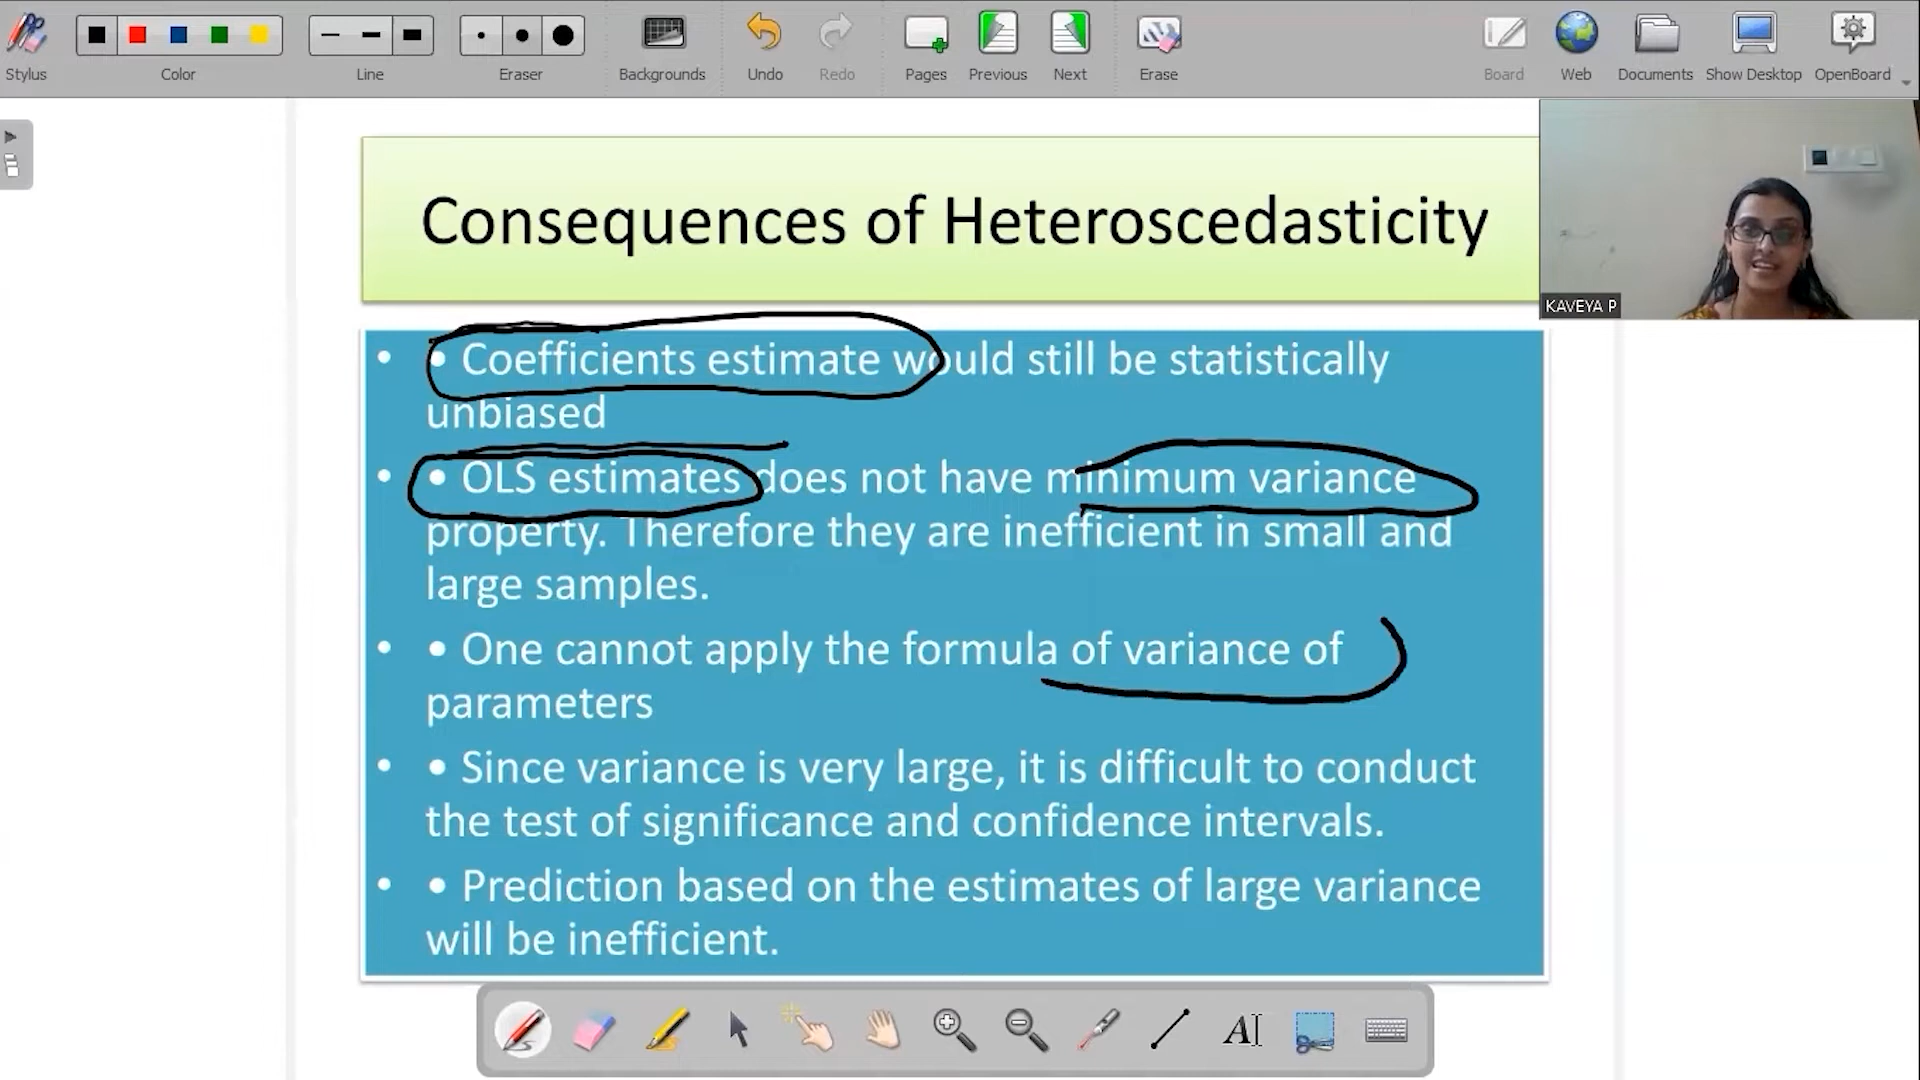 Stylus Color Line Eraser Backgrounds Undo Redo Pages Previous Next Erase Board Web Documents Show Desktop OpenBoard
Consequences of Heteroscedasticity
KAVEYA P
• • Coefficients estimate would still be statistically
unbiased
• • OLS estimates does not have minimum variance
property. Therefore they are inefficient in small and
large samples.
• • One cannot apply the formula of variance of
parameters
• • Since variance is very large, it is difficult to conduct
the test of significance and confidence intervals.
• • Prediction based on the estimates of large variance
will be inefficient.
AI